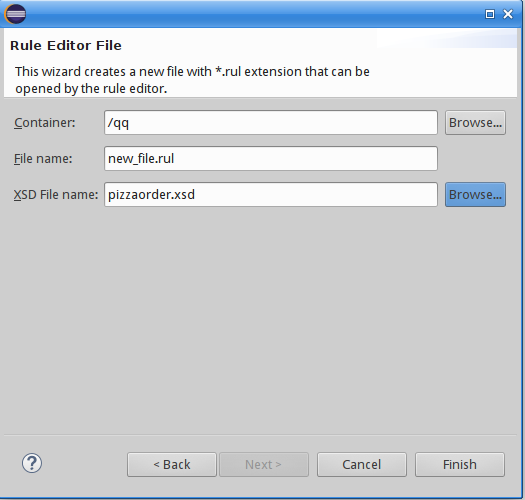 Rule Editor File
This wizard creates a new file with *.rul extension that can be
opened by the rule editor.
Container: /qq Browse...
File name: new_file.rul
XSD File name: pizzaorder.xsd Browse...
? < Back Next > Cancel Finish